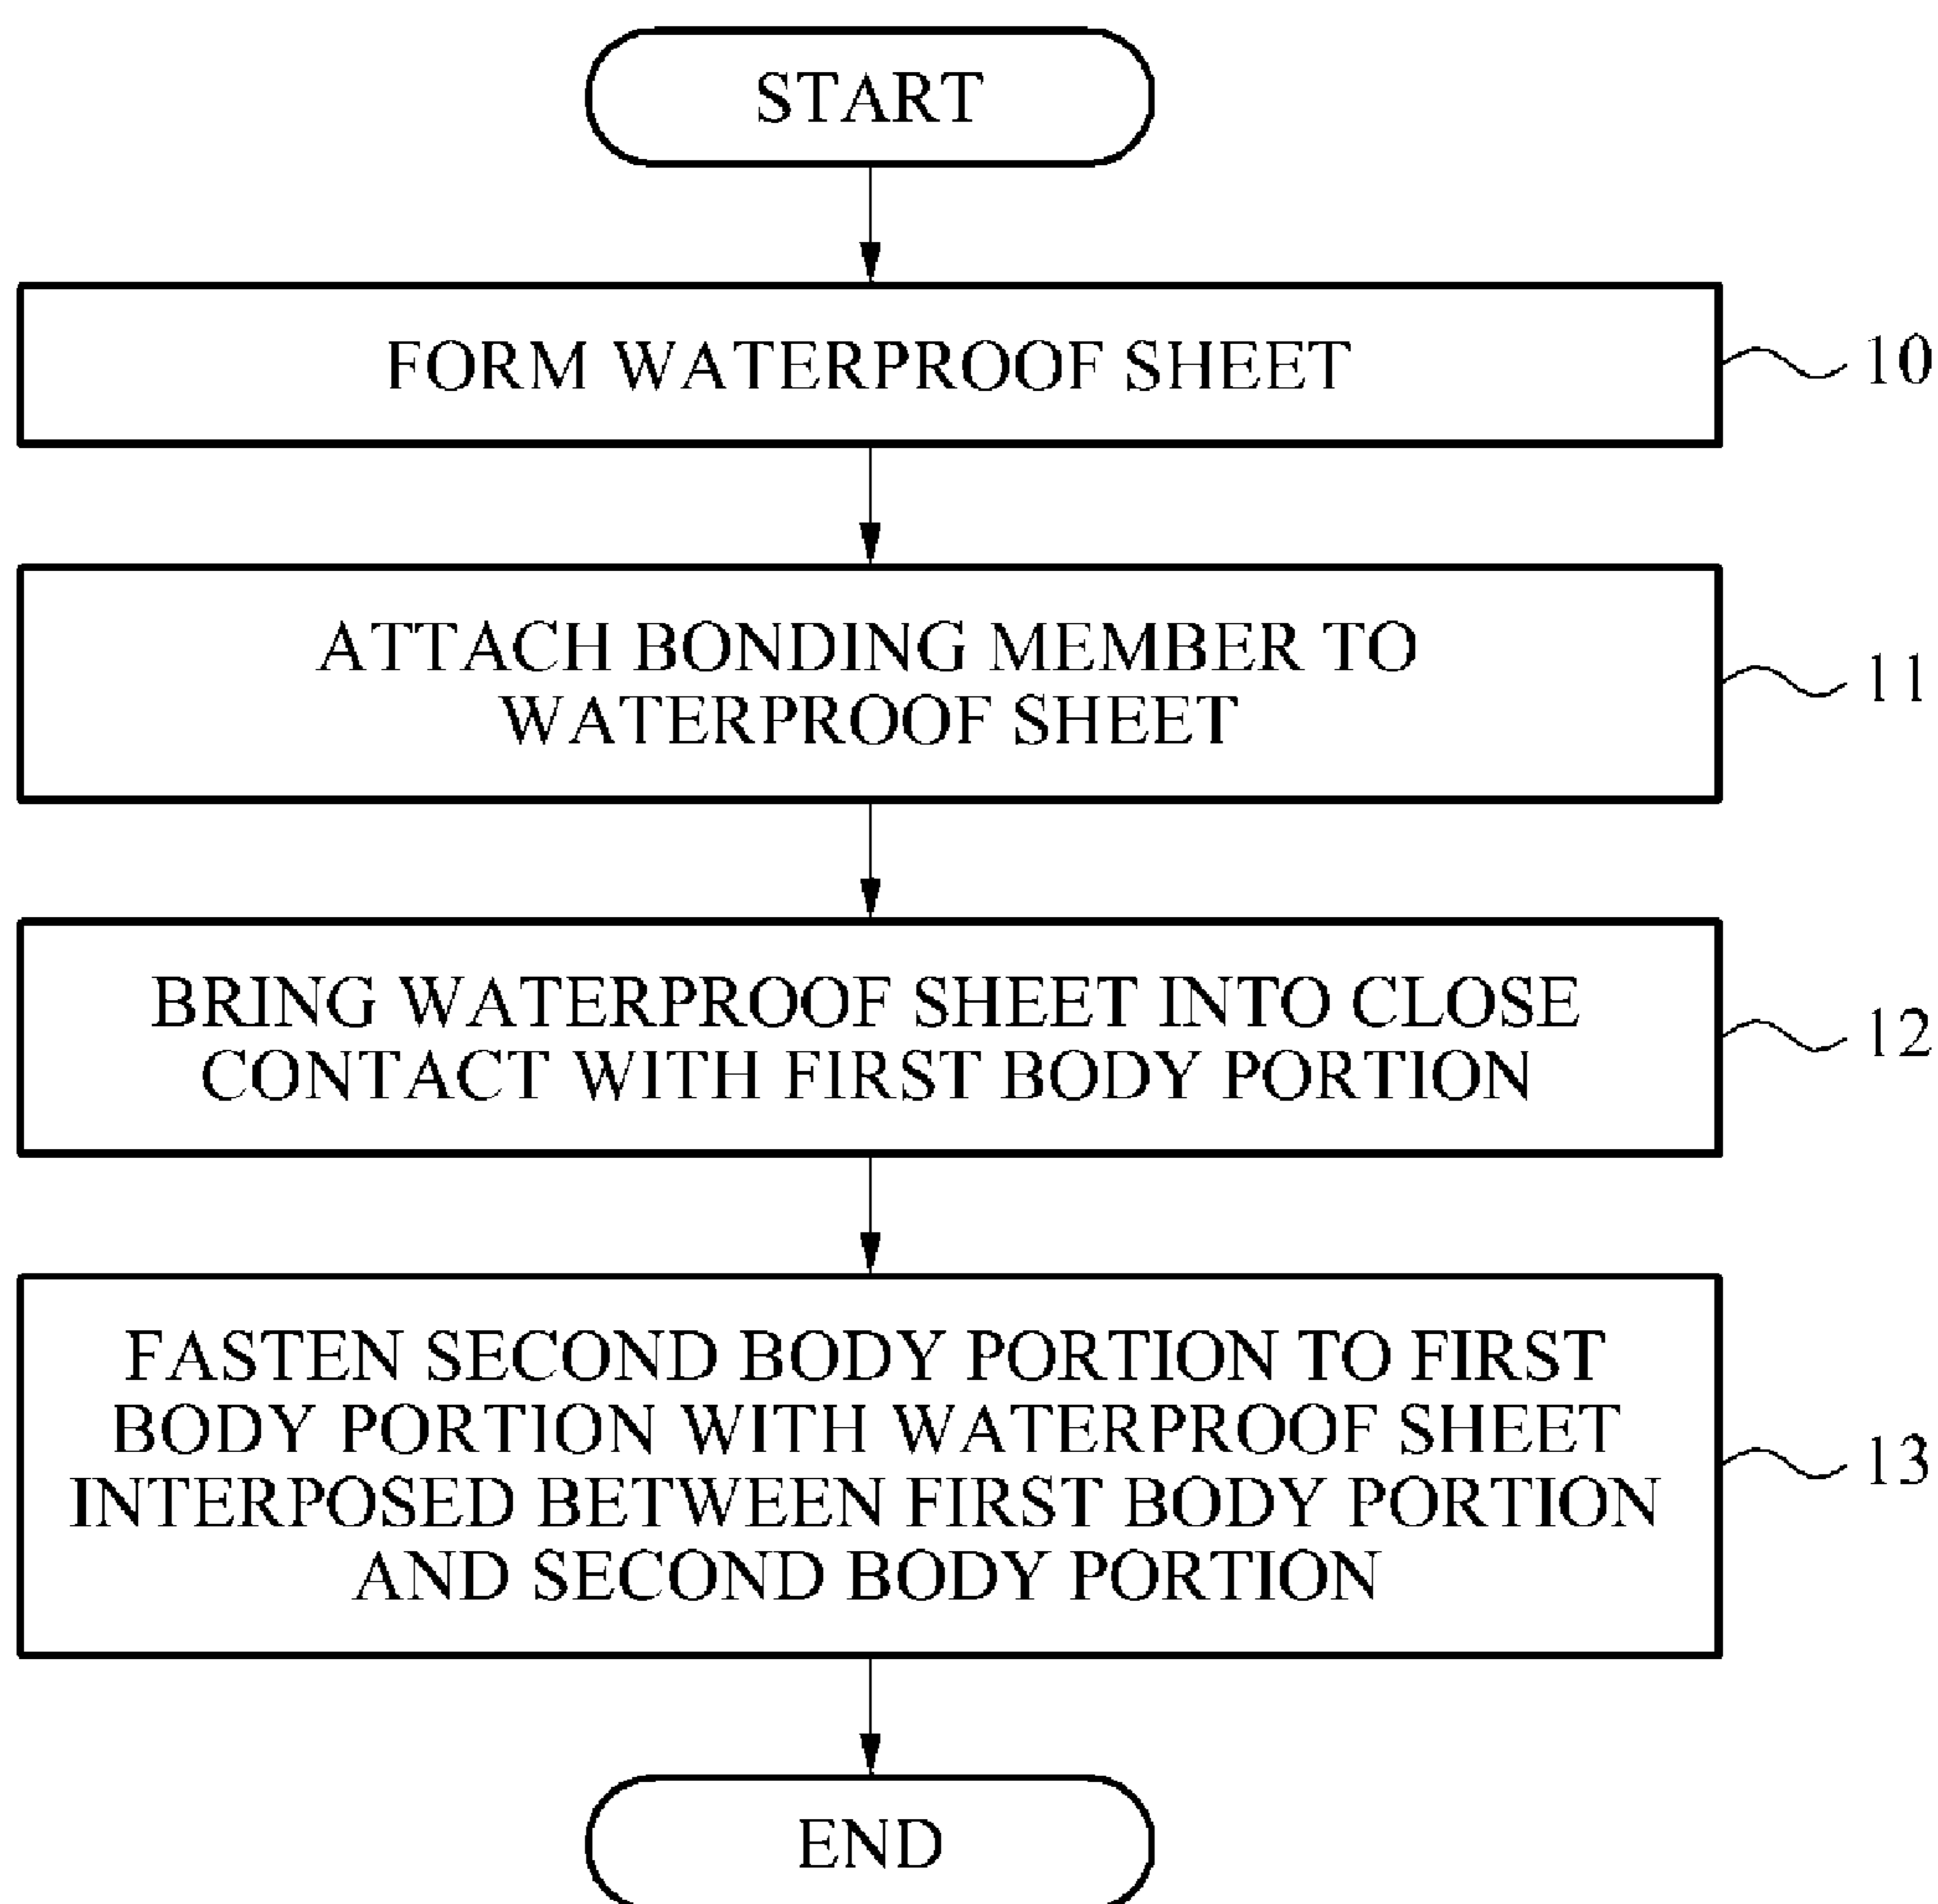 START
FORM WATERPROOF SHEET
10
ATTACH BONDING MEMBER TO
WATERPROOF SHEET
11
BRING WATERPROOF SHEET INTO CLOSE
CONTACT WITH FIRST BODY PORTION
12
FASTEN SECOND BODY PORTION TO FIRST
BODY PORTION WITH WATERPROOF SHEET
INTERPOSED BETWEEN FIRST BODY PORTION
AND SECOND BODY PORTION
13
END